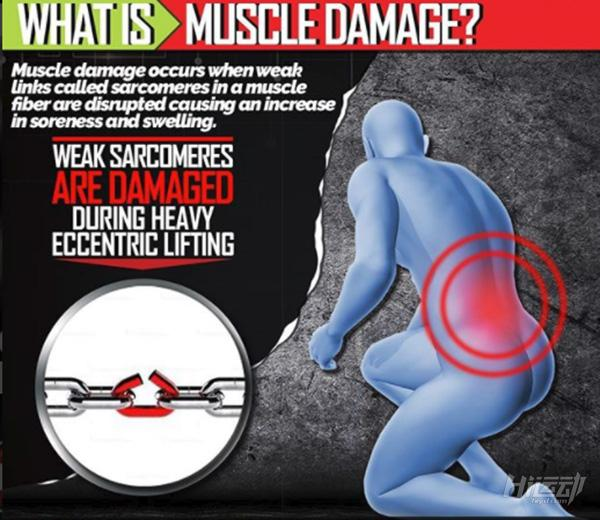 WHAT IS MUSCLE DAMAGE?
Muscle damage occurs when weak
links called sarcomeres in a muscle
fiber are disrupted causing an increase
in soreness and swelling.
WEAK SARCOMERES
ARE DAMAGED
DURING HEAVY
ECCENTRIC LIFTING
Hi运动